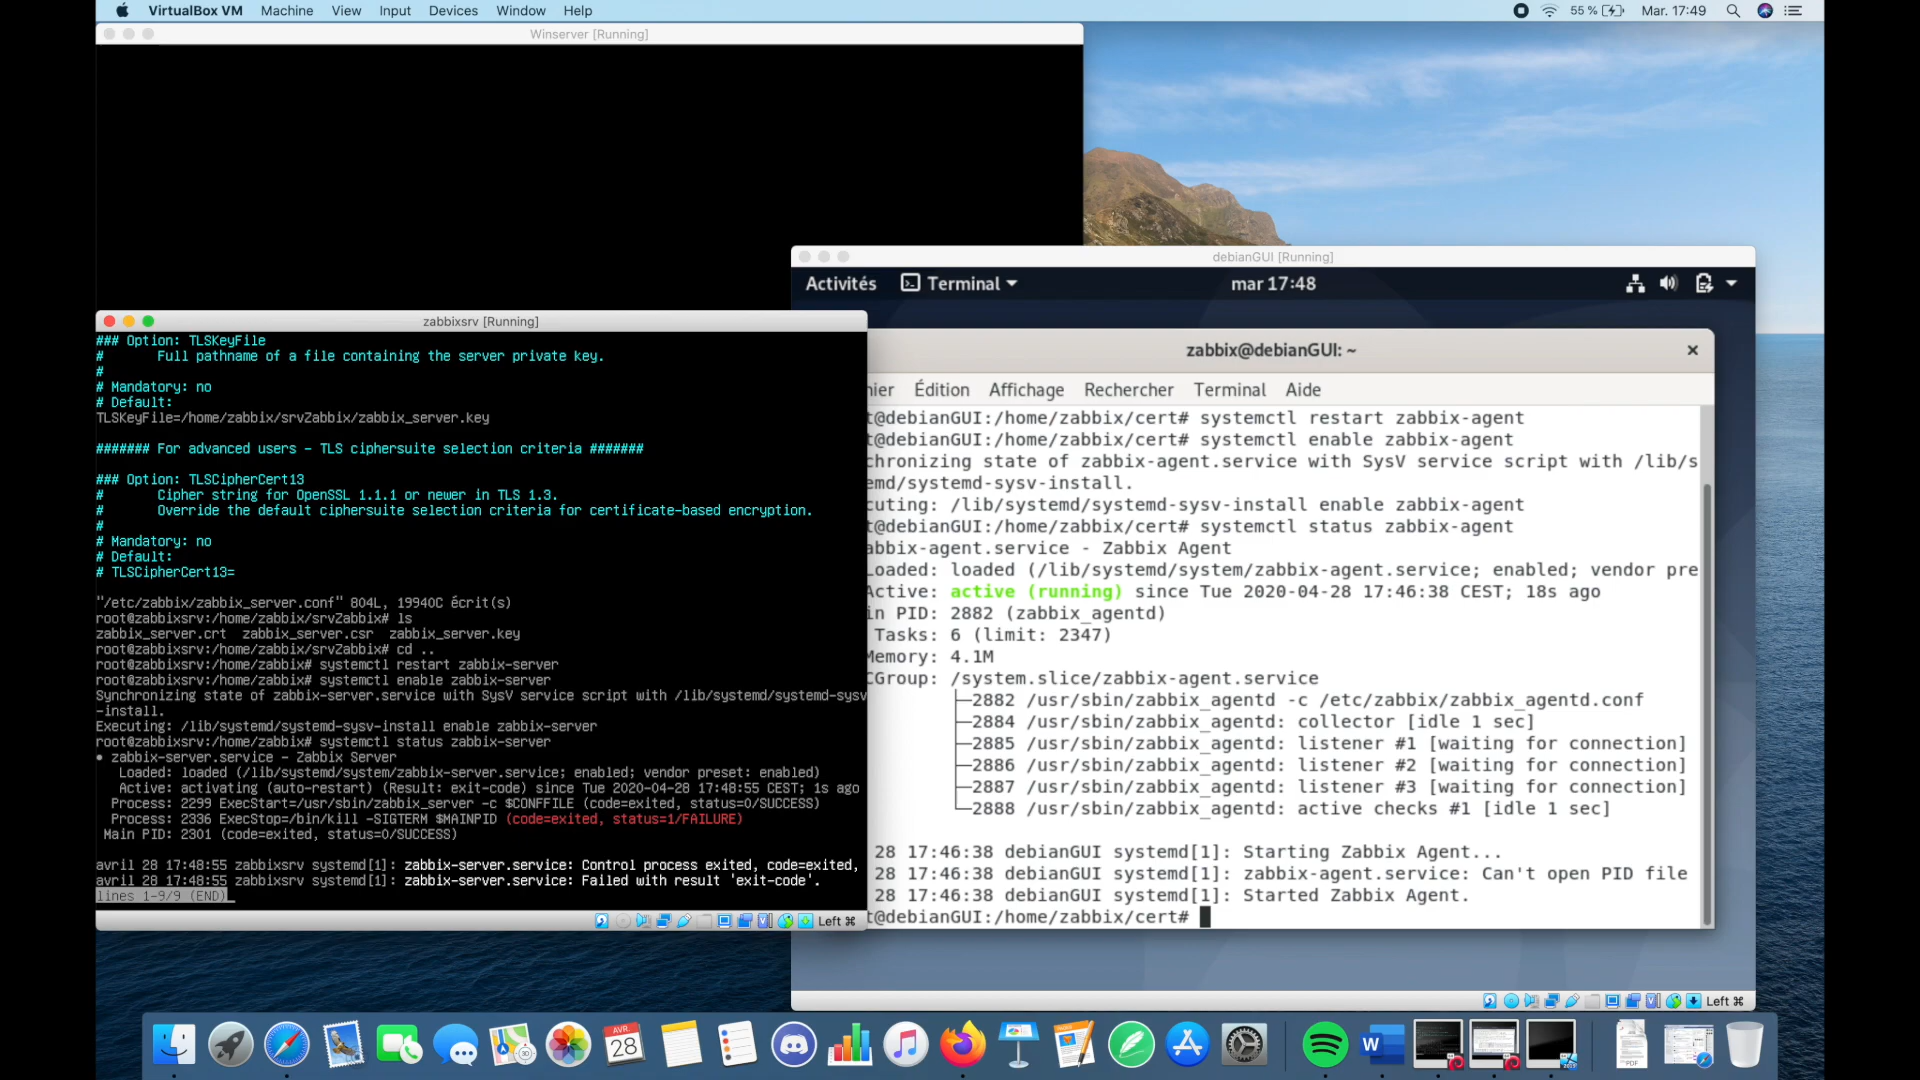 VirtualBox VM Machine View Input Devices Window Help 55 % Mar. 17:49
Winserver [Running]
zabbixsrv [Running]
### Option: TLSKeyFile
#       Full pathname of a file containing the server private key.
#
# Mandatory: no
# Default:
TLSKeyFile=/home/zabbix/srvZabbix/zabbix_server.key
####### For advanced users - TLS ciphersuite selection criteria #######
### Option: TLSCipherCert13
#       Cipher string for OpenSSL 1.1.1 or newer in TLS 1.3.
#       Override the default ciphersuite selection criteria for certificate-based encryption.
#
# Mandatory: no
# Default:
# TLSCipherCert13=
"/etc/zabbix/zabbix_server.conf" 804L, 19940C écrit(s)
root@zabbixsrv:/home/zabbix/srvZabbix# ls
zabbix_server.crt  zabbix_server.csr  zabbix_server.key
root@zabbixsrv:/home/zabbix/srvZabbix# cd ..
root@zabbixsrv:/home/zabbix# systemctl restart zabbix-server
root@zabbixsrv:/home/zabbix# systemctl enable zabbix-server
Synchronizing state of zabbix-server.service with SysV service script with /lib/systemd/systemd-sysv
-install.
Executing: /lib/systemd/systemd-sysv-install enable zabbix-server
root@zabbixsrv:/home/zabbix# systemctl status zabbix-server
● zabbix-server.service - Zabbix Server
Loaded: loaded (/lib/systemd/system/zabbix-server.service; enabled; vendor preset: enabled)
Active: activating (auto-restart) (Result: exit-code) since Tue 2020-04-28 17:48:55 CEST; 1s ago
Process: 2299 ExecStart=/usr/sbin/zabbix_server -c $CONFFILE (code=exited, status=0/SUCCESS)
Process: 2336 ExecStop=/bin/kill -SIGTERM $MAINPID (code=exited, status=1/FAILURE)
Main PID: 2301 (code=exited, status=0/SUCCESS)
avril 28 17:48:55 zabbixsrv systemd[1]: zabbix-server.service: Control process exited, code=exited,
avril 28 17:48:55 zabbixsrv systemd[1]: zabbix-server.service: Failed with result 'exit-code'.
lines 1-9/9 (END)
Left ⌘
debianGUI [Running]
Activités Terminal mar 17:48
zabbix@debianGUI: ~
hier Édition Affichage Rechercher Terminal Aide
t@debianGUI:/home/zabbix/cert# systemctl restart zabbix-agent
t@debianGUI:/home/zabbix/cert# systemctl enable zabbix-agent
chronizing state of zabbix-agent.service with SysV service script with /lib/s
emd/systemd-sysv-install.
cuting: /lib/systemd/systemd-sysv-install enable zabbix-agent
t@debianGUI:/home/zabbix/cert# systemctl status zabbix-agent
abbix-agent.service - Zabbix Agent
Loaded: loaded (/lib/systemd/system/zabbix-agent.service; enabled; vendor pre
Active: active (running) since Tue 2020-04-28 17:46:38 CEST; 18s ago
in PID: 2882 (zabbix_agentd)
Tasks: 6 (limit: 2347)
Memory: 4.1M
CGroup: /system.slice/zabbix-agent.service
├─2882 /usr/sbin/zabbix_agentd -c /etc/zabbix/zabbix_agentd.conf
├─2884 /usr/sbin/zabbix_agentd: collector [idle 1 sec]
├─2885 /usr/sbin/zabbix_agentd: listener #1 [waiting for connection]
├─2886 /usr/sbin/zabbix_agentd: listener #2 [waiting for connection]
├─2887 /usr/sbin/zabbix_agentd: listener #3 [waiting for connection]
└─2888 /usr/sbin/zabbix_agentd: active checks #1 [idle 1 sec]
28 17:46:38 debianGUI systemd[1]: Starting Zabbix Agent...
28 17:46:38 debianGUI systemd[1]: zabbix-agent.service: Can't open PID file
28 17:46:38 debianGUI systemd[1]: Started Zabbix Agent.
t@debianGUI:/home/zabbix/cert#
Left ⌘
AVR.
28
W
PDF